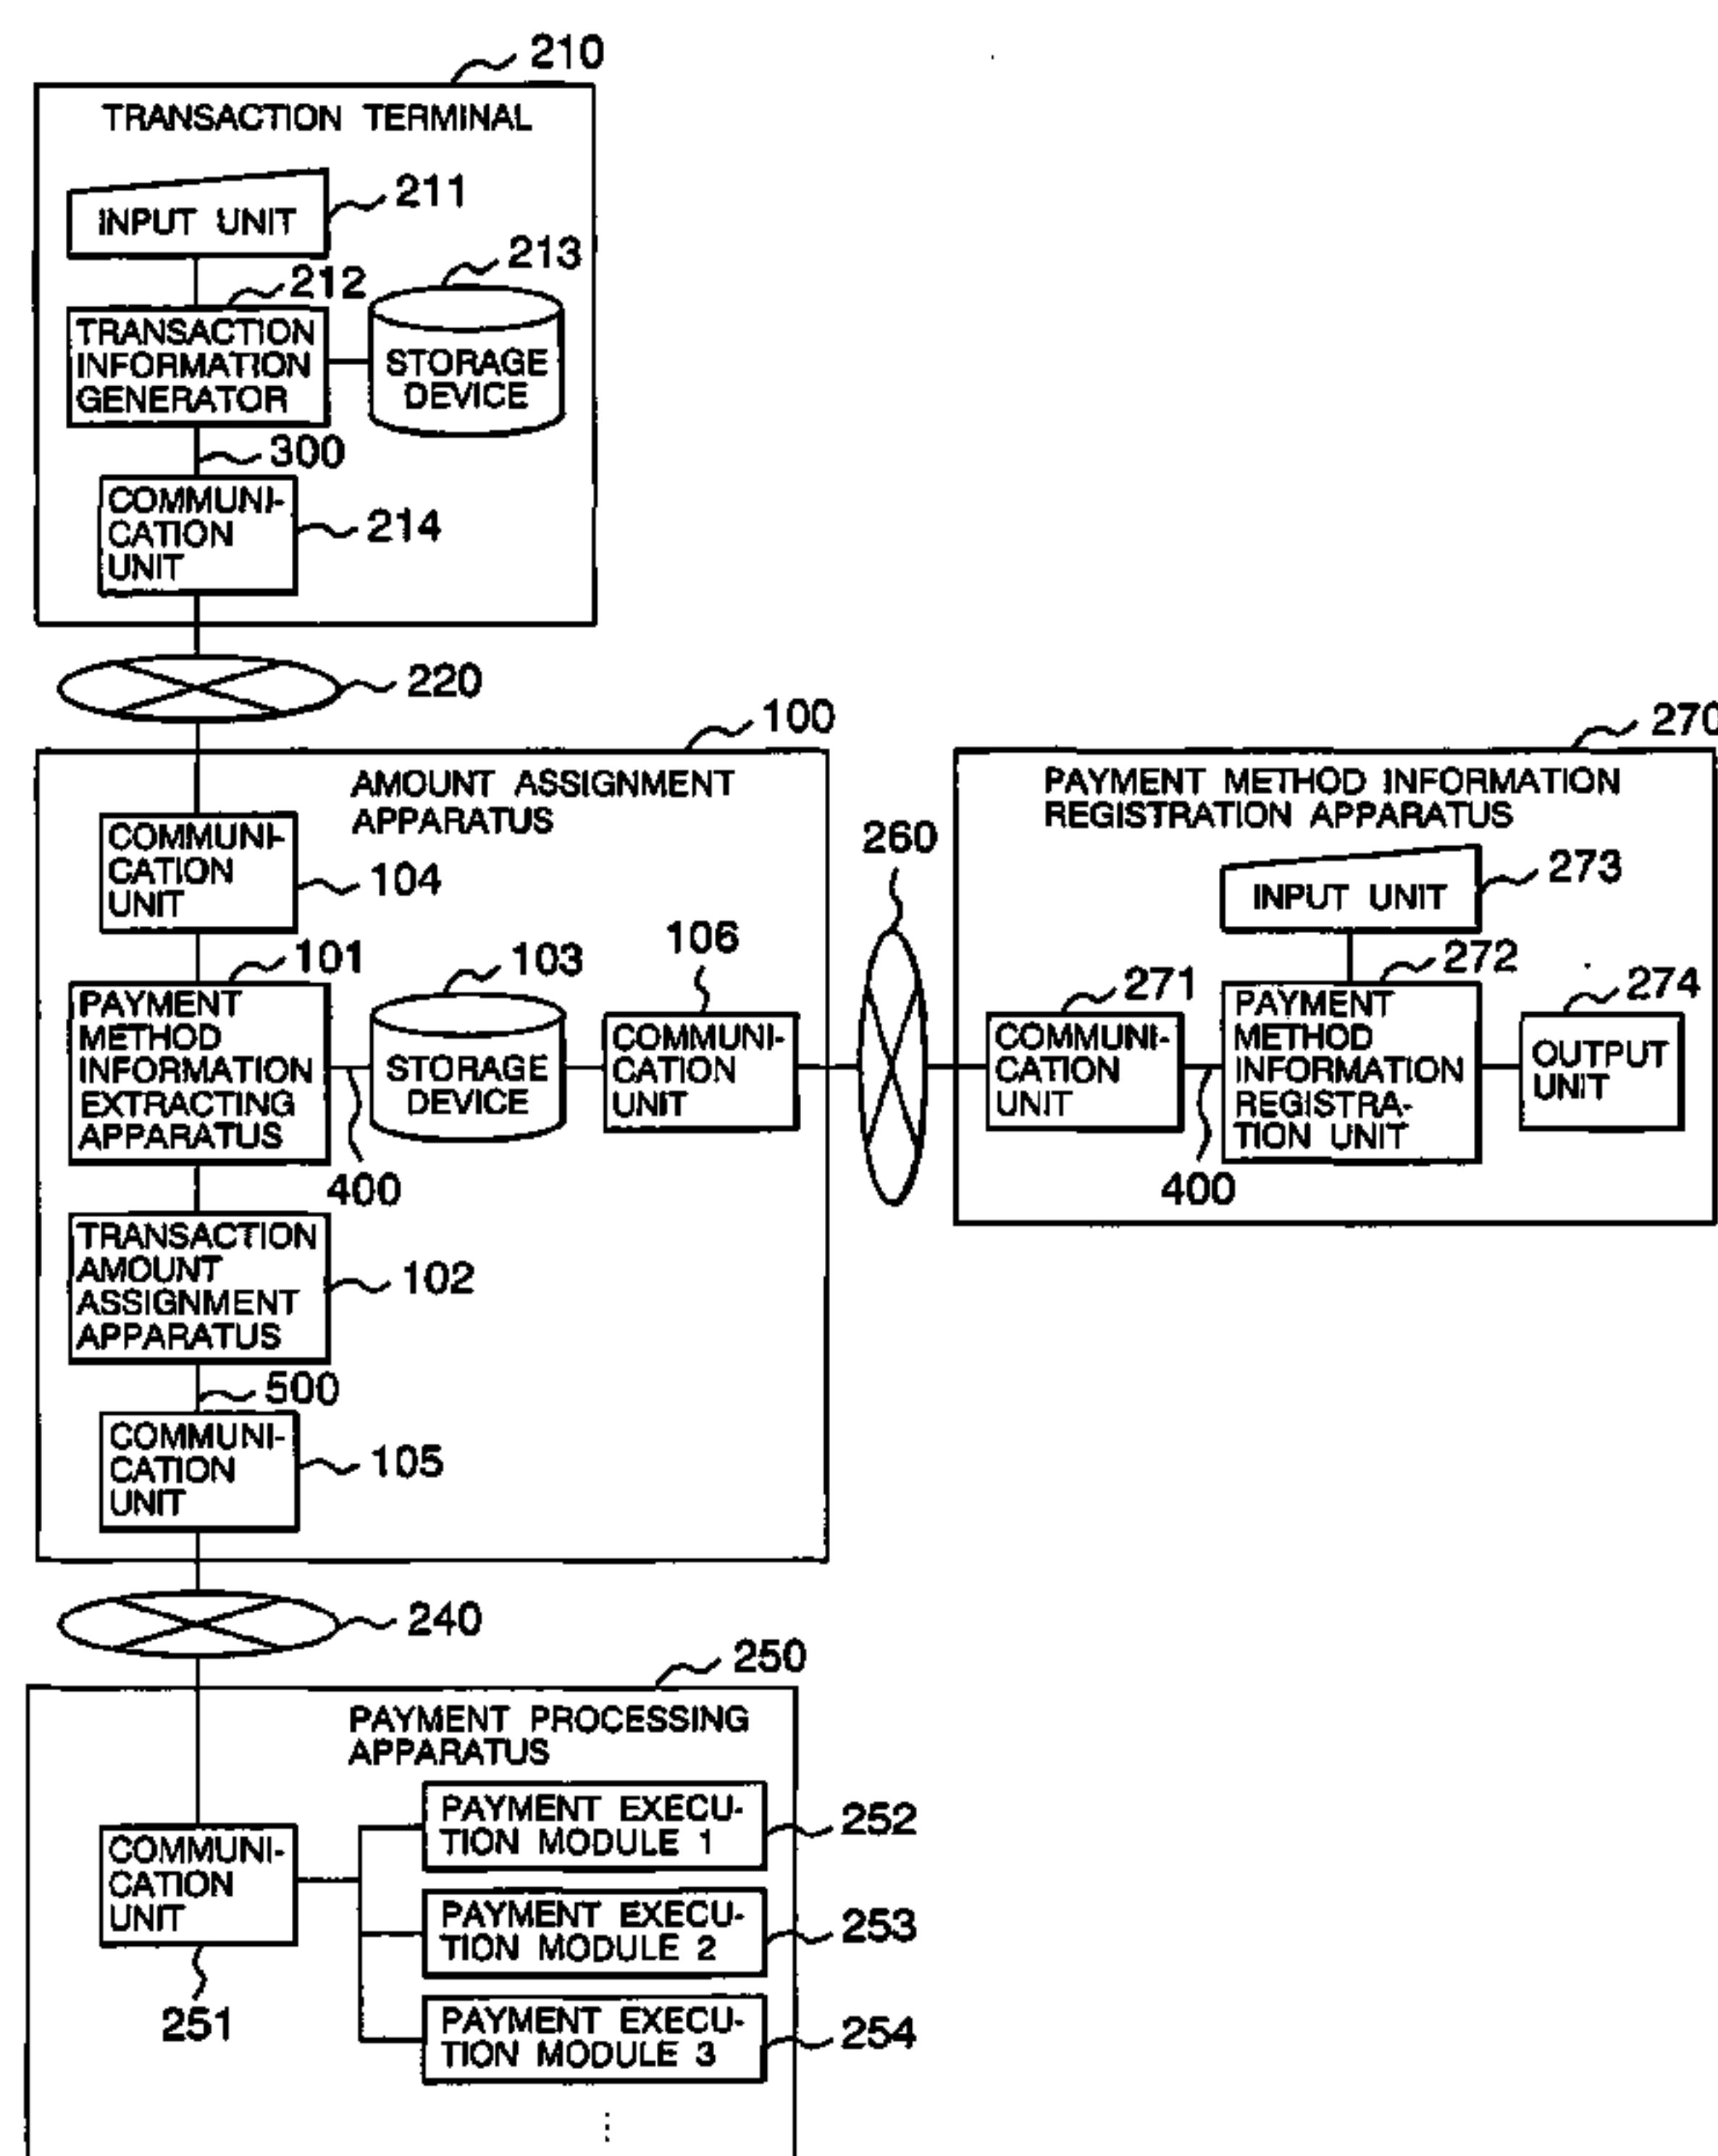 210
TRANSACTION TERMINAL
211
INPUT UNIT
213
212
TRANSACTION
INFORMATION
GENERATOR
STORAGE
DEVICE
300
COMMUNI-
CATION
UNIT
214
220
100
AMOUNT ASSIGNMENT
APPARATUS
COMMUNI-
CATION
UNIT
104
101
PAYMENT
METHOD
INFORMATION
EXTRACTING
APPARATUS
103
STORAGE
DEVICE
106
COMMUNI-
CATION
UNIT
400
TRANSACTION
AMOUNT
ASSIGNMENT
APPARATUS
102
500
COMMUNI-
CATION
UNIT
105
260
270
PAYMENT METHOD INFORMATION
REGISTRATION APPARATUS
INPUT UNIT
273
272
271
COMMUNI-
CATION
UNIT
PAYMENT
METHOD
INFORMATION
REGISTRA-
TION UNIT
274
OUTPUT
UNIT
400
240
250
PAYMENT PROCESSING
APPARATUS
COMMUNI-
CATION
UNIT
251
PAYMENT EXECU-
TION MODULE 1
252
PAYMENT EXECU-
TION MODULE 2
253
PAYMENT EXECU-
TION MODULE 3
254
⋮